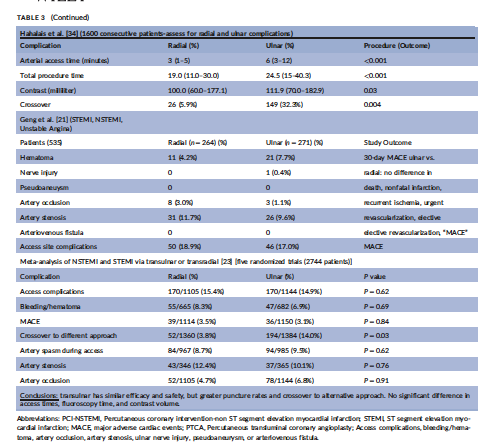 TABLE 3 (Continued)
Hahalais et al. [34] (1600 consecutive patients-assess for radial and ulnar complications)
Complication Radial (%) Ulnar (%) Procedure (Outcome)
Arterial access time (minutes) 3 (1–5) 6 (3–12) <0.001
Total procedure time 19.0 (11.0-30.0) 24.5 (15-40.3) <0.001
Contrast (milliliter) 100.0 (60.0–177.1) 111.9 (70.0–182.9) 0.03
Crossover 26 (5.9%) 149 (32.3%) 0.004
Geng et al. [21] (STEMI, NSTEMI,
Unstable Angina)
Patients (535) Radial (n = 264) (%) Ulnar (n = 271) (%) Study Outcome
Hematoma 11 (4.2%) 21 (7.7%) 30-day MACE ulnar vs.
Nerve injury 0 1 (0.4%) radial: no difference in
Pseudoaneuysm 0 0 death, nonfatal infarction,
Artery occlusion 8 (3.0%) 3 (1.1%) recurrent ischemia, urgent
Artery stenosis 31 (11.7%) 26 (9.6%) revascularization, elective
Arteriovenous fistula 0 0 elective revascularization, "MACE"
Access site complications 50 (18.9%) 46 (17.0%) MACE
Meta-analysis of NSTEMI and STEMI via transulnar or transradial [23] [five randomized trials (2744 patients)]
Complication Radial (%) Ulnar (%) P value
Access complications 170/1105 (15.4%) 170/1144 (14.9%) P = 0.62
Bleeding/hematoma 55/665 (8.3%) 47/682 (6.9%) P = 0.69
MACE 39/1114 (3.5%) 36/1150 (3.1%) P = 0.84
Crossover to different approach 52/1360 (3.8%) 194/1384 (14.0%) P = 0.03
Artery spasm during access 84/967 (8.7%) 94/985 (9.5%) P = 0.62
Artery stenosis 43/346 (12.4%) 37/365 (10.1%) P = 0.76
Artery occlusion 52/1105 (4.7%) 78/1144 (6.8%) P = 0.91
Conclusions: transulnar has similar efficacy and safety, but greater puncture rates and crossover to alternative approach. No significant difference in
access times, fluoroscopy time, and contrast volume.
Abbreviations: PCI-NSTEMI, Percutaneous coronary intervention-non ST segment elevation myocardial infarction; STEMI, ST segment elevation myo-
cardial infarction; MACE, major adverse cardiac events; PTCA, Percutaneous transluminal coronary angioplasty; Access complications, bleeding/hema-
toma, artery occlusion, artery stenosis, ulnar nerve injury, pseudoaneurysm, or arteriovenous fistula.